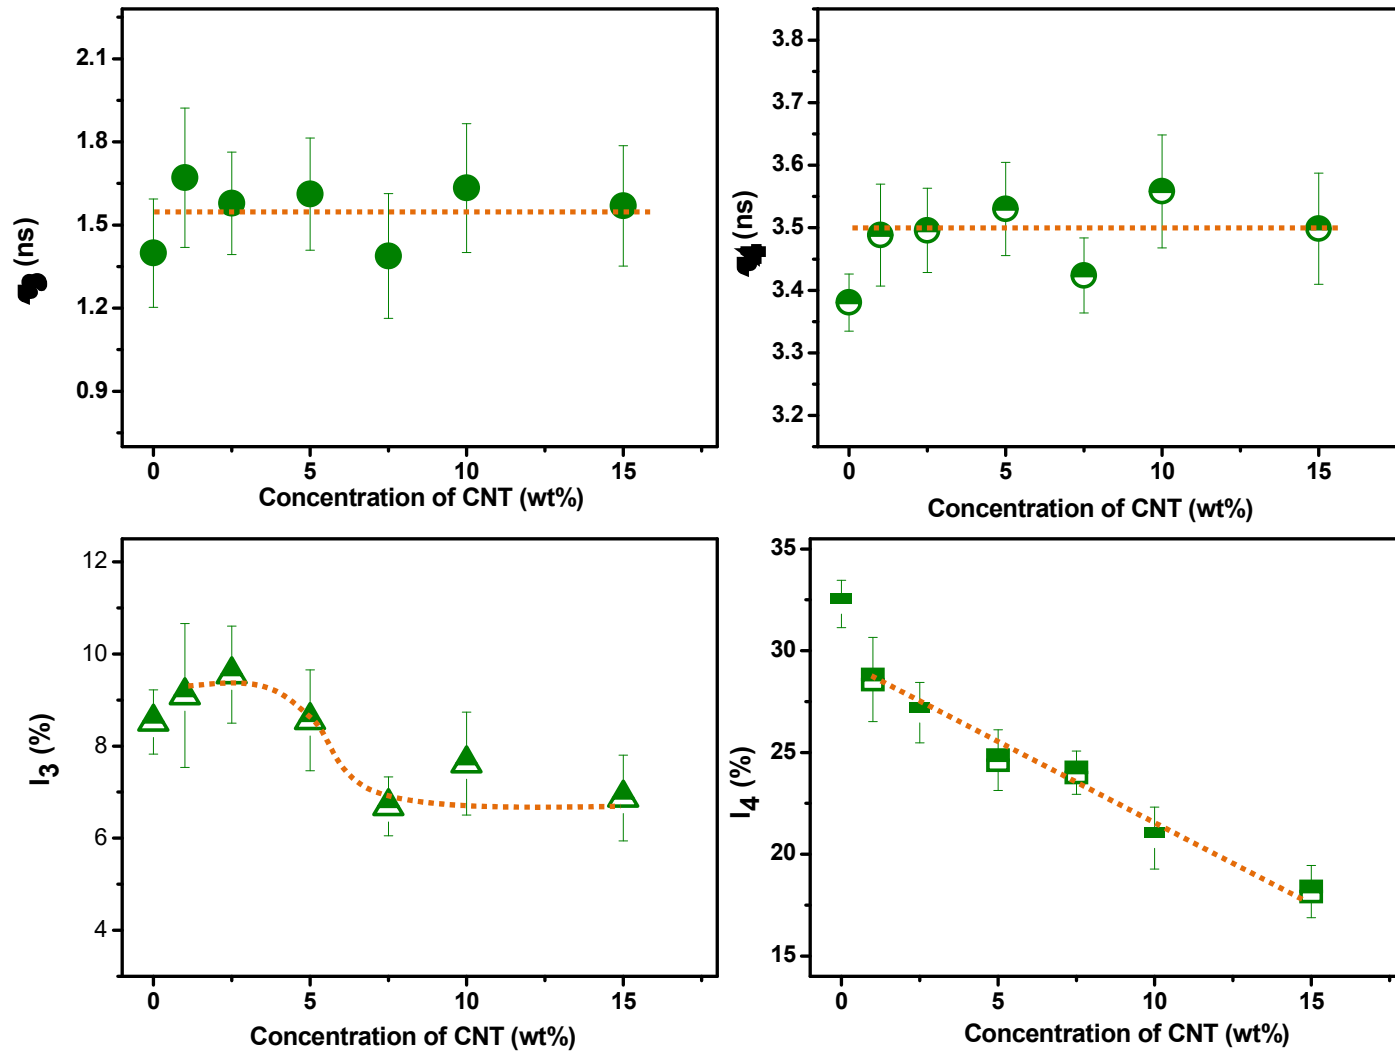 2.1
1.8
1.5
1.2
0.9
(ns)
0 5 10 15
Concentration of CNT (wt%)
3.8
3.7
3.6
3.5
3.4
3.3
3.2
(ns)
0 5 10 15
Concentration of CNT (wt%)
12
10
8
6
4
I3 (%)
0 5 10 15
Concentration of CNT (wt%)
35
30
25
20
15
I4 (%)
0 5 10 15
Concentration of CNT (wt%)